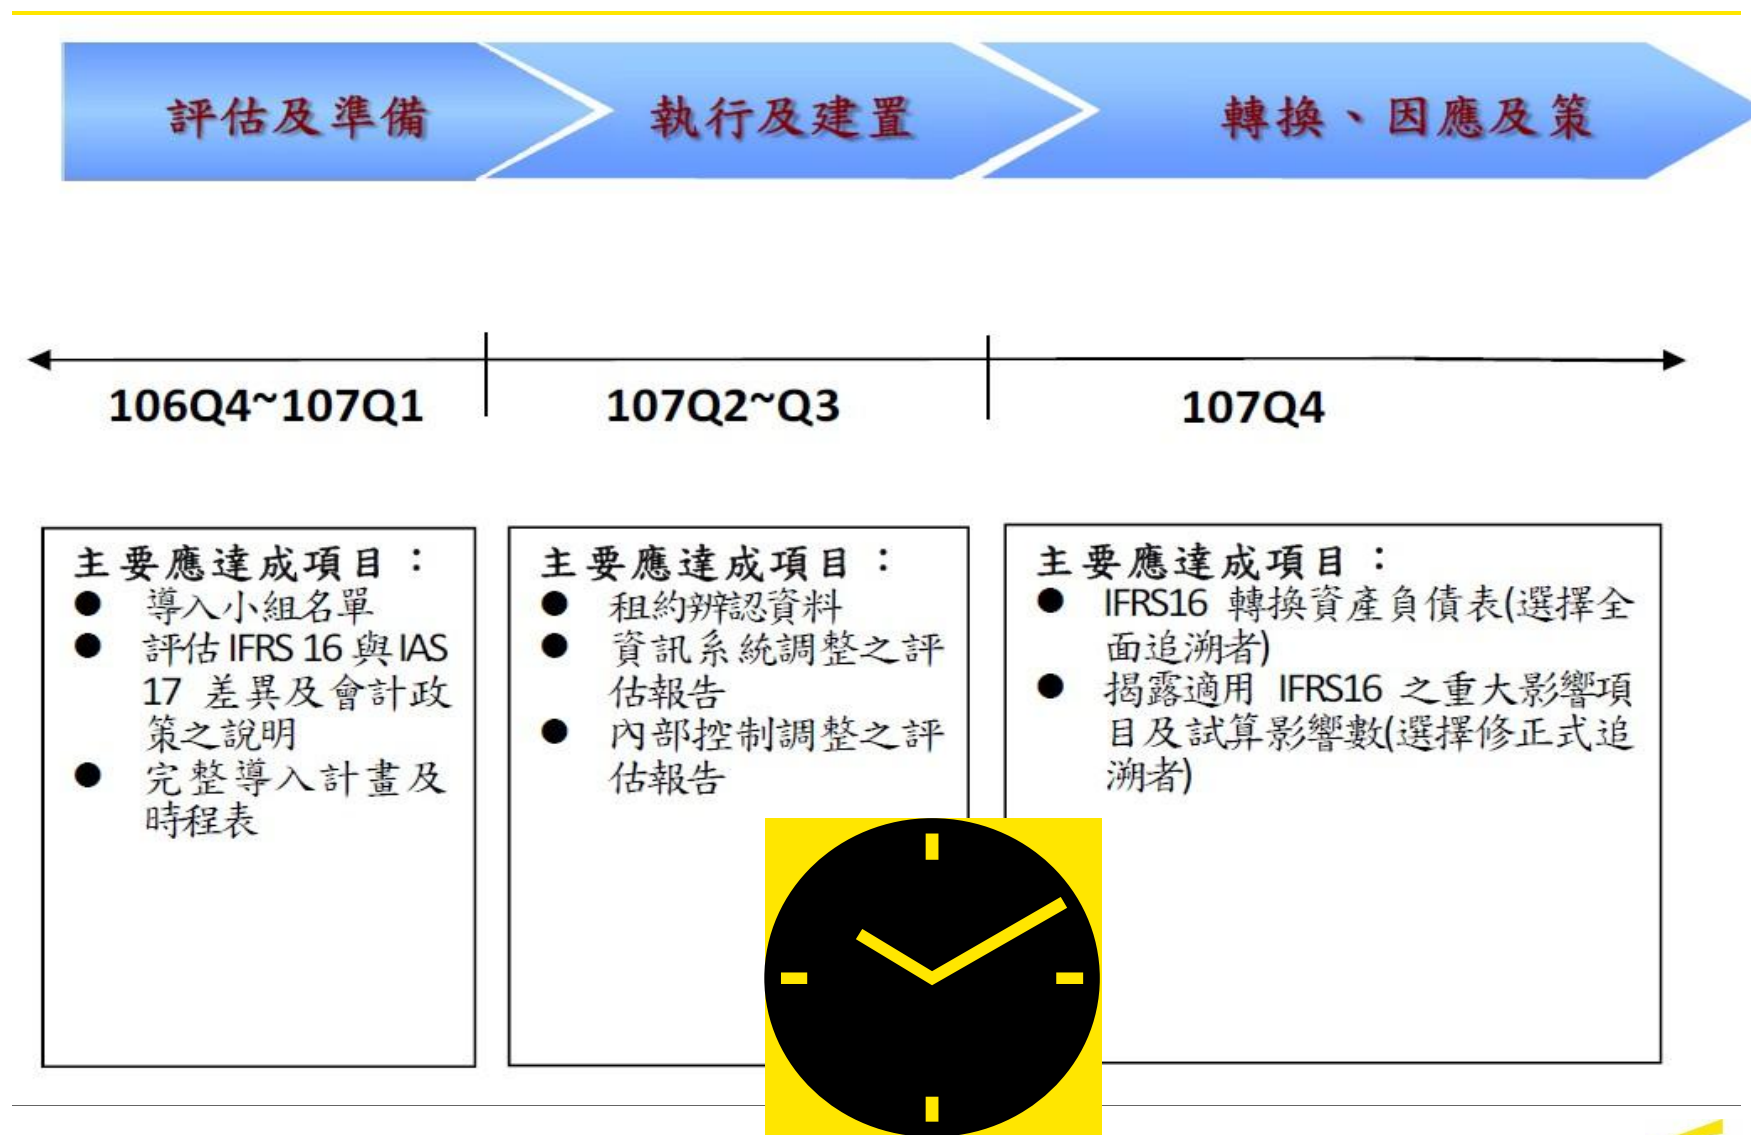 評估及準備
執行及建置
轉換、因應及策
106Q4~107Q1
107Q2~Q3
107Q4
主要應達成項目：
● 導入小組名單
● 評估 IFRS 16 與 IAS
17 差異及會計政
策之說明
● 完整導入計畫及
時程表
主要應達成項目：
● 租約辨認資料
● 資訊系統調整之評
估報告
● 內部控制調整之評
估報告
主要應達成項目：
● IFRS16 轉換資產負債表(選擇全
面追溯者)
● 揭露適用 IFRS16 之重大影響項
目及試算影響數(選擇修正式追
溯者)